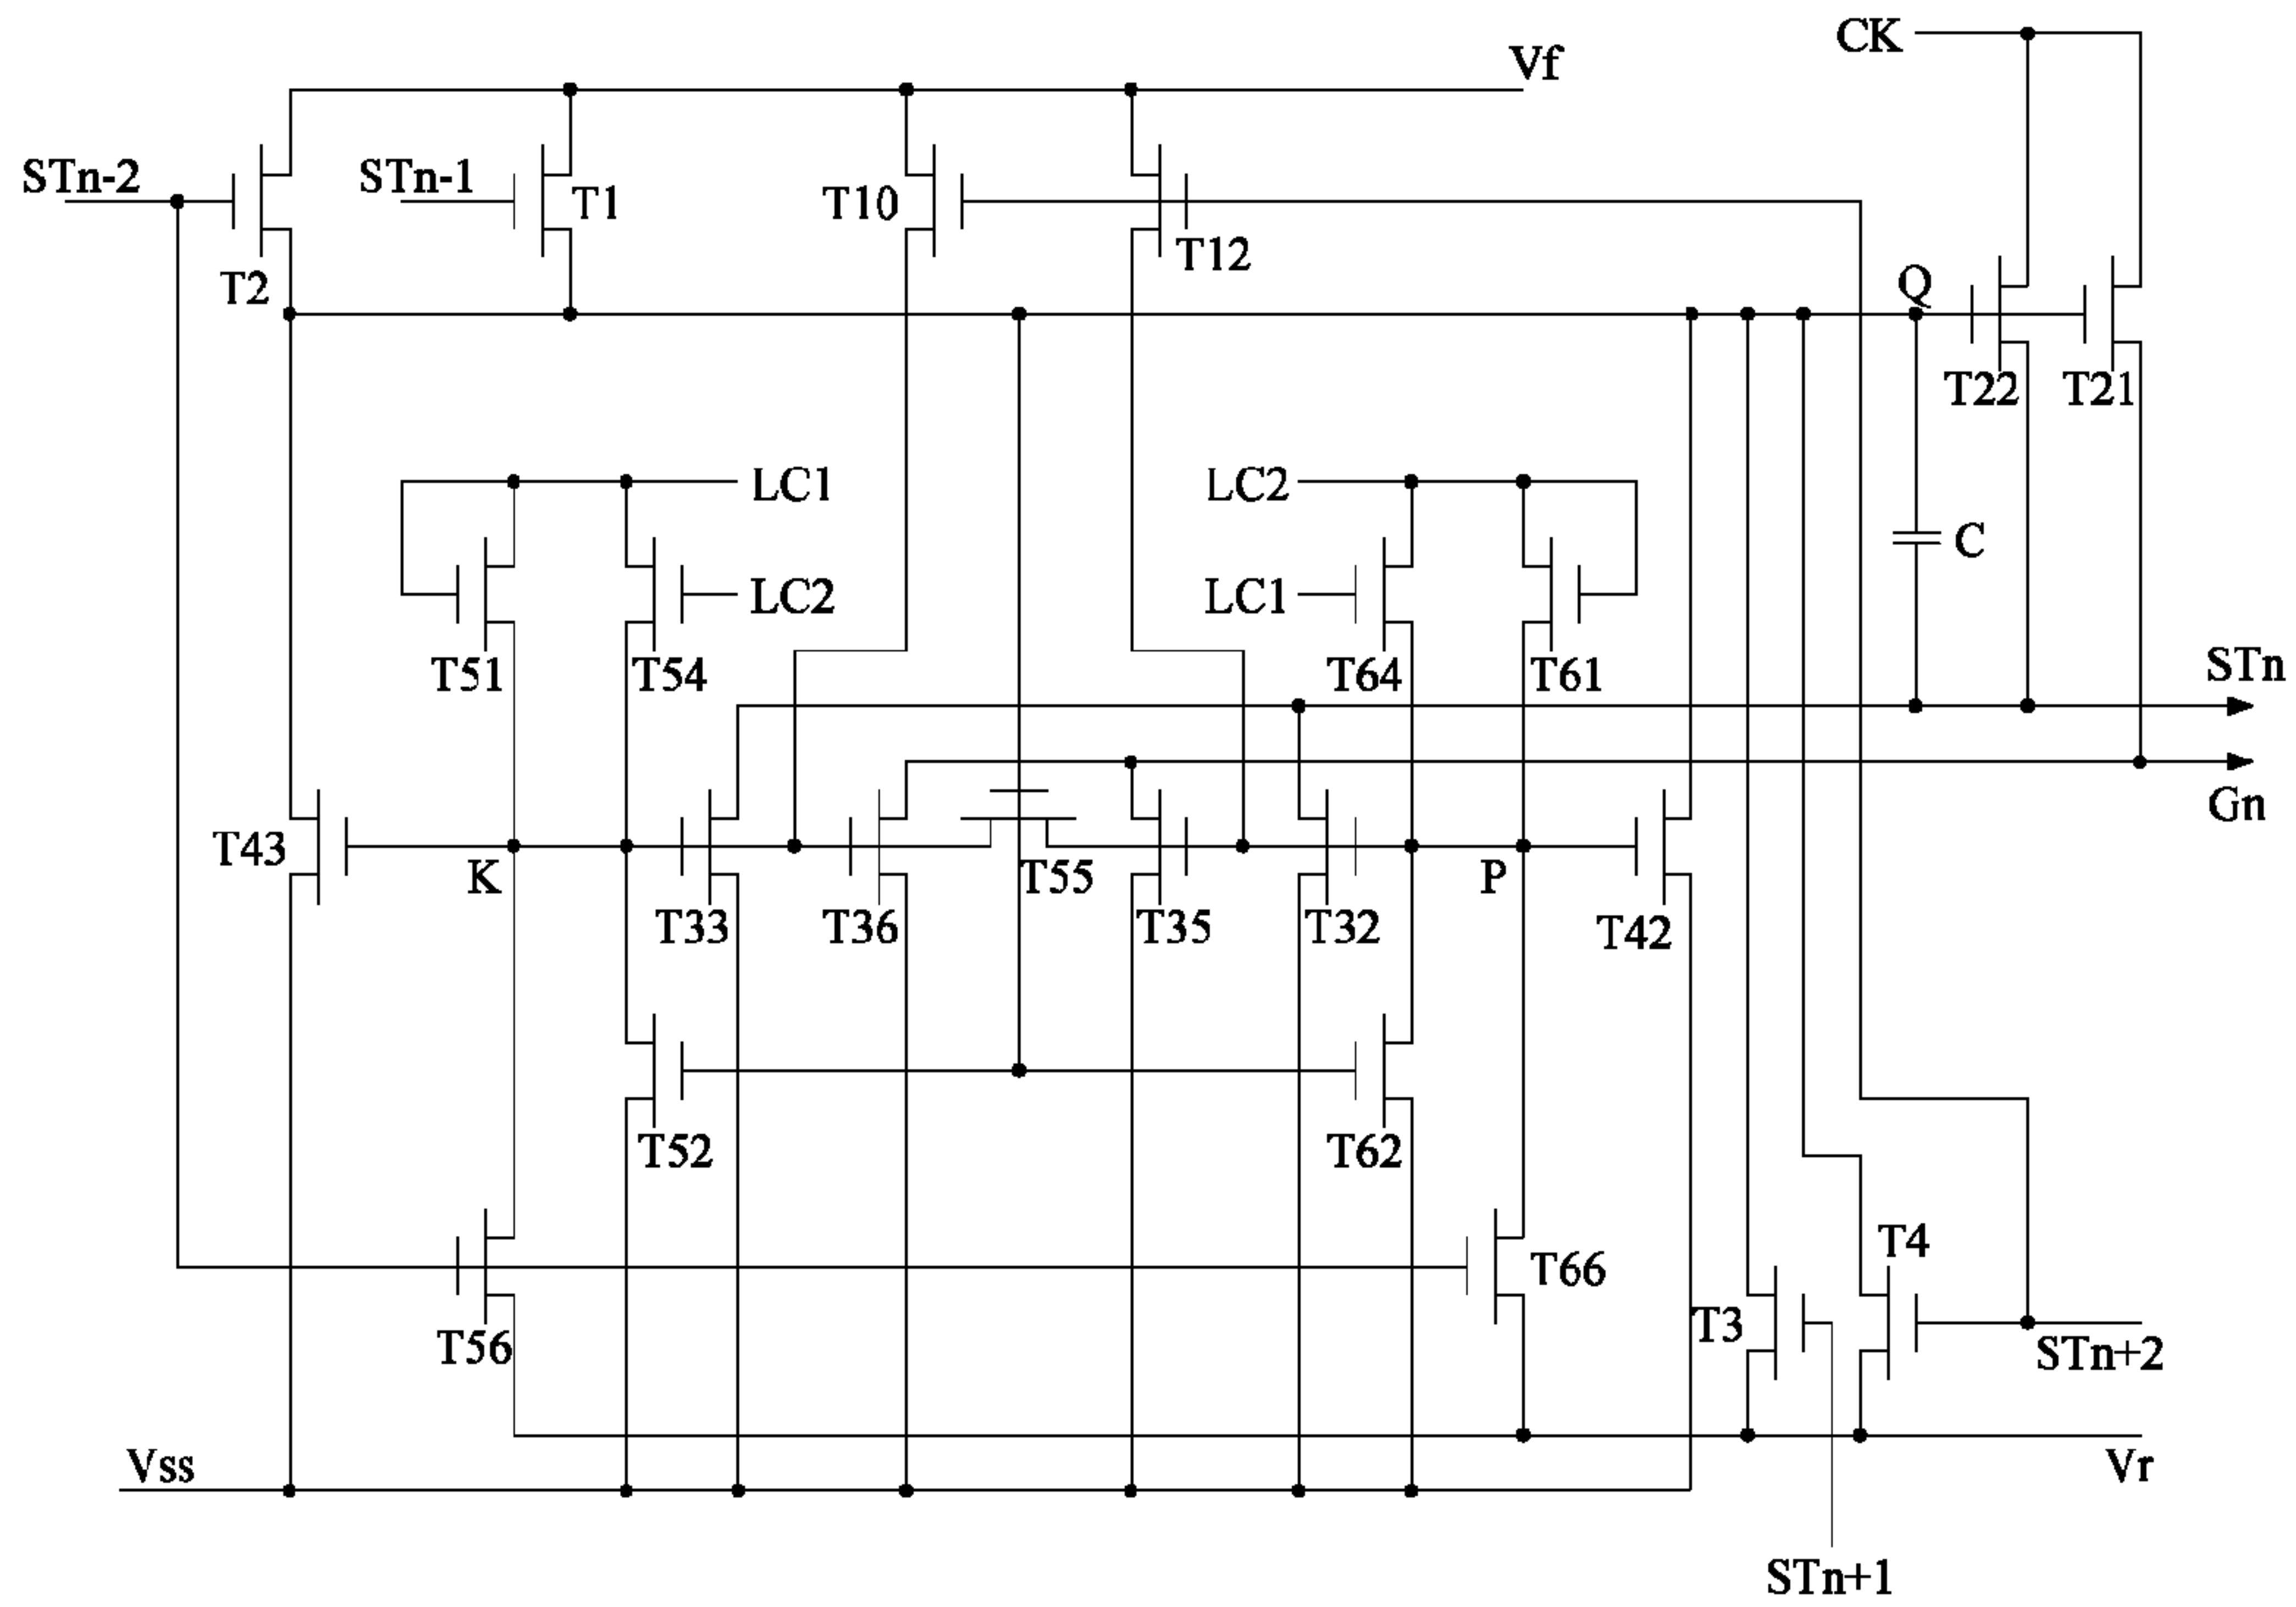 CK
Vf
STn-2
STn-1
T1
T10
T12
T2
Q
T22
T21
LC1
LC2
C
LC2
LC1
T51
T54
T64
T61
STn
Gn
T43
K
T55
P
T33
T36
T35
T32
T42
T52
T62
T4
T66
T3
T56
STn+2
Vss
Vr
STn+1